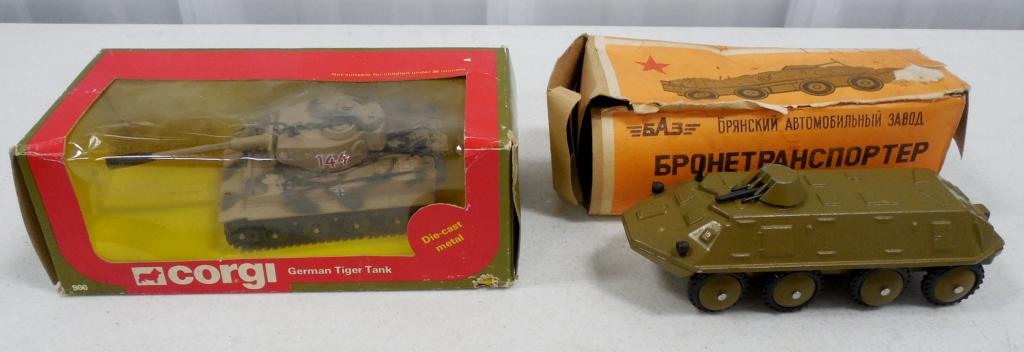 Not suitable for children under 36 months
144
Die-cast
metal
corgi
German Tiger Tank
906
БАЗ
БРЯНСКИЙ АВТОМОБИЛЬНЫЙ ЗАВОД
БРОНЕТРАНСПОРТЕР